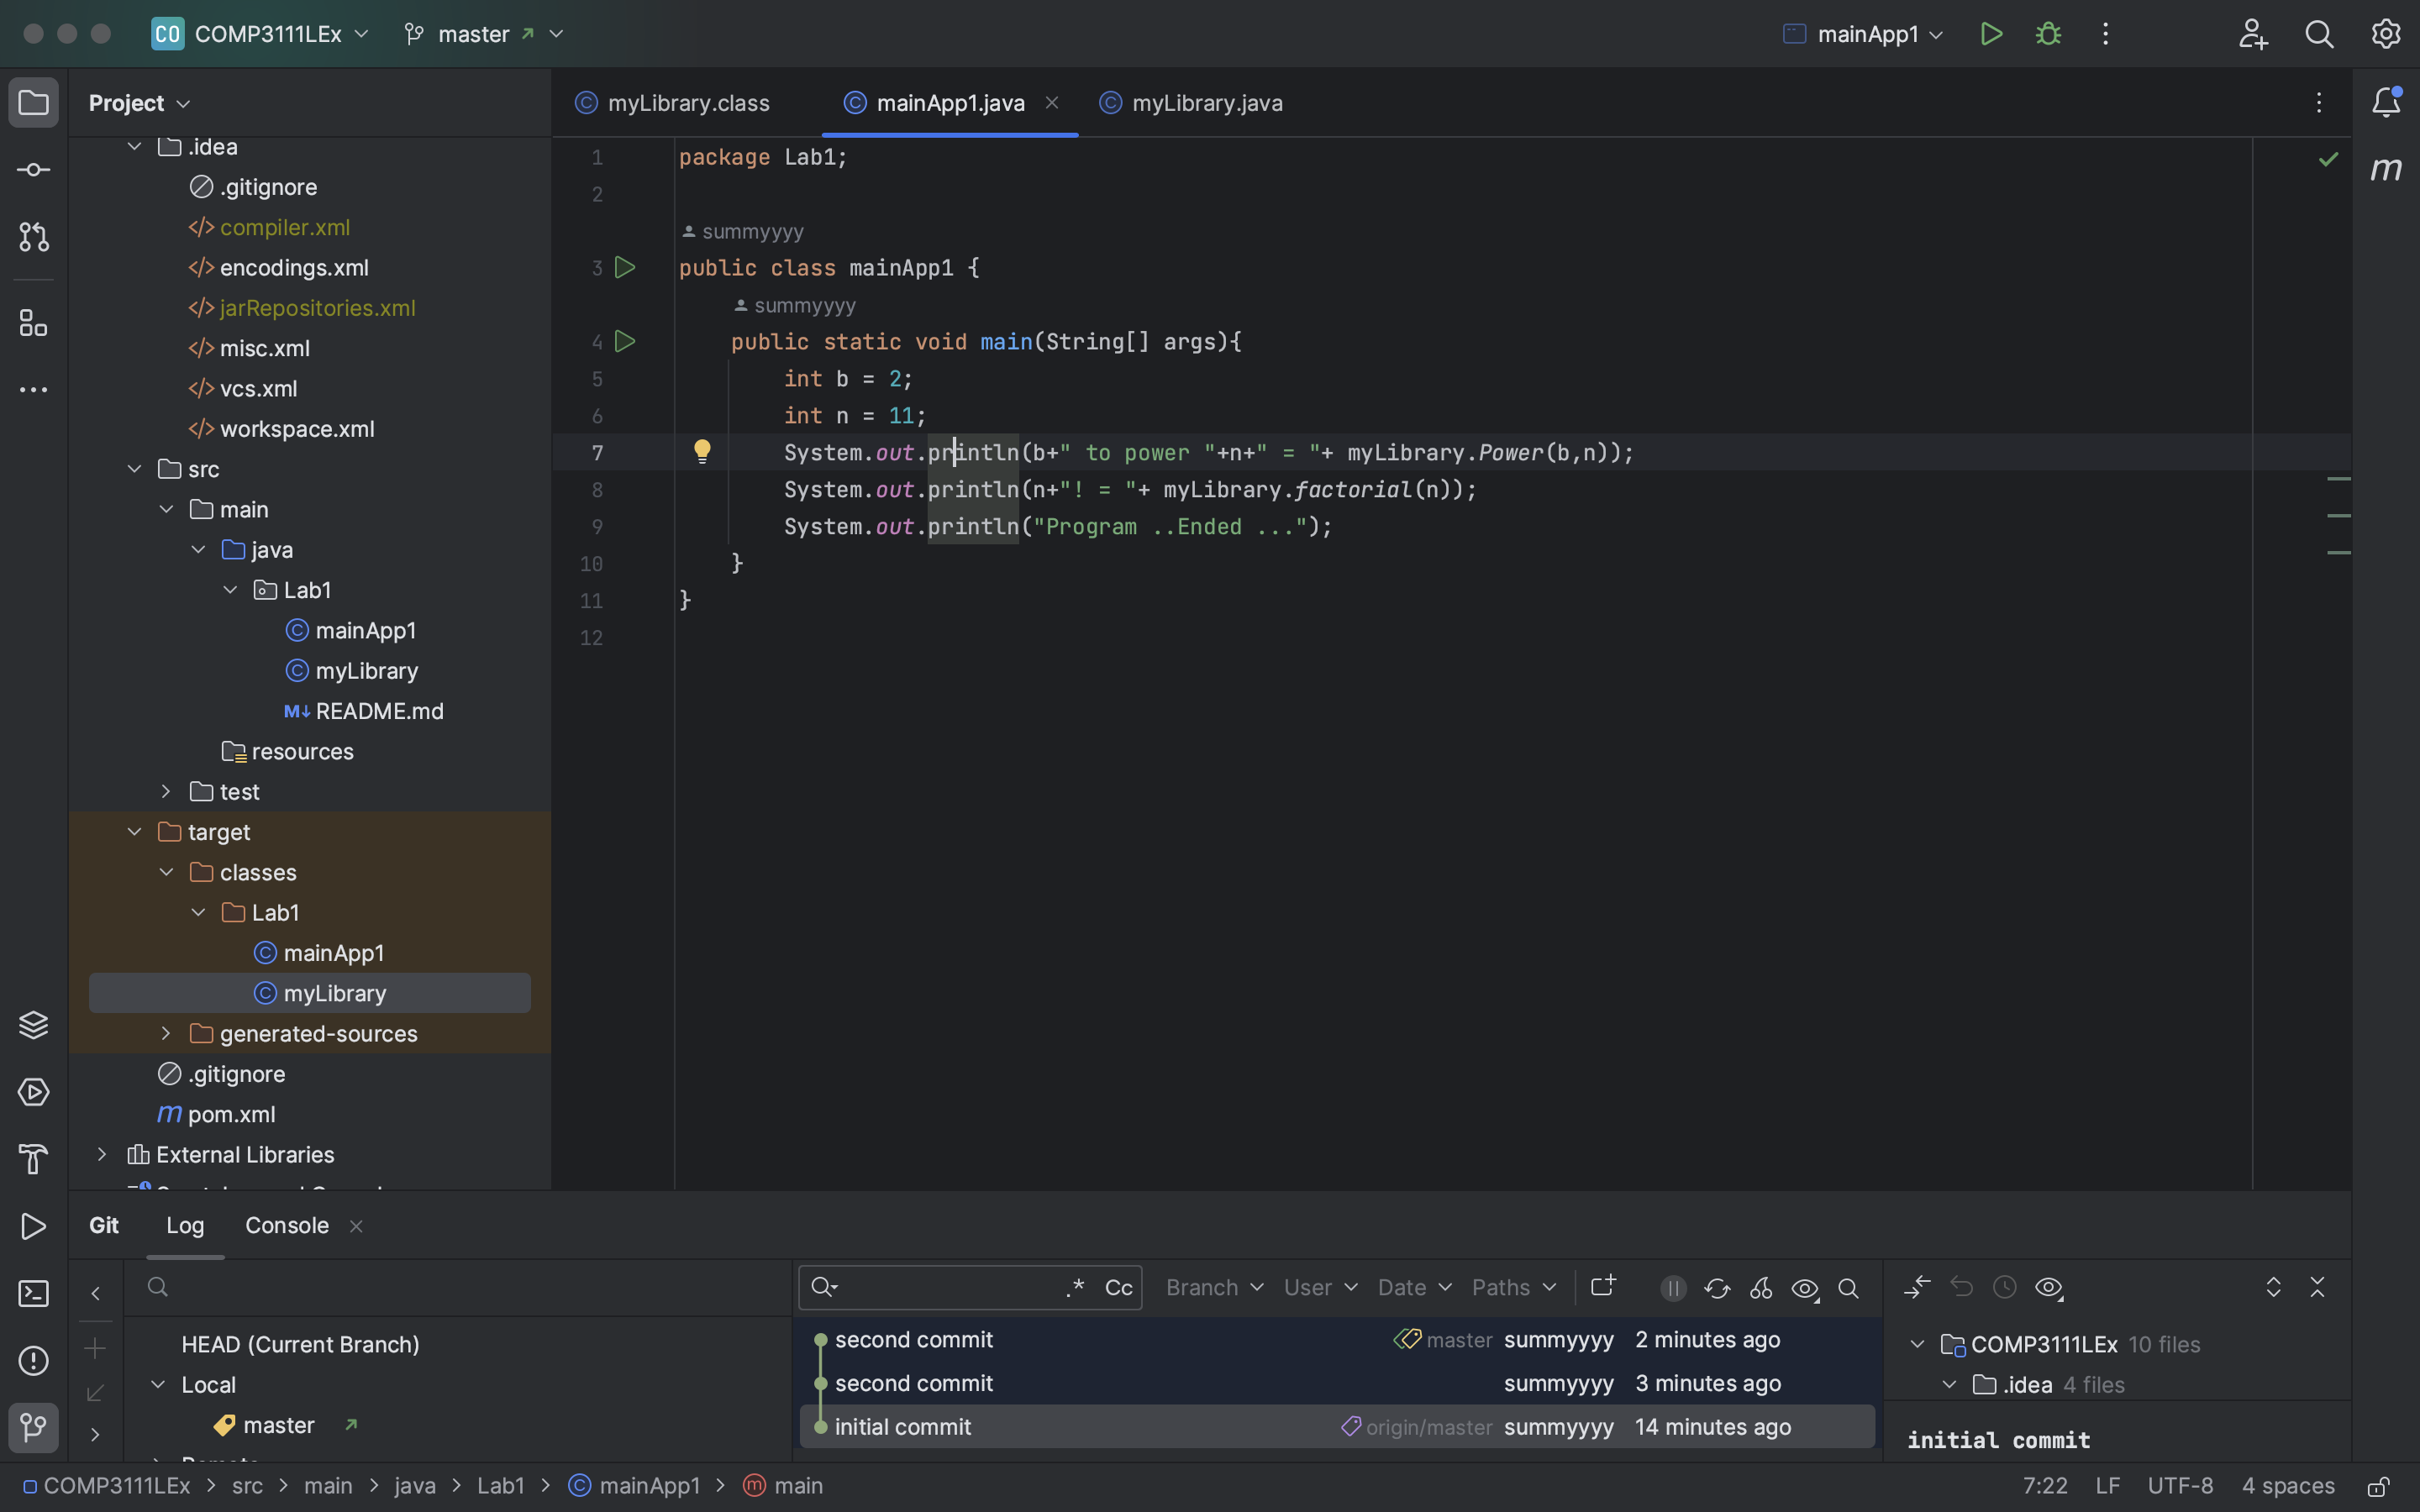 CO COMP3111LEx master mainApp1
Project
myLibrary.class mainApp1.java myLibrary.java
.idea
.gitignore
compiler.xml
encodings.xml
jarRepositories.xml
misc.xml
vcs.xml
workspace.xml
src
main
java
Lab1
mainApp1
myLibrary
README.md
resources
test
target
classes
Lab1
mainApp1
myLibrary
generated-sources
.gitignore
pom.xml
External Libraries
1 package Lab1;
2
summyyyy
3 public class mainApp1 {
summyyyy
4 public static void main(String[] args){
5 int b = 2;
6 int n = 11;
7 System.out.println(b+" to power "+n+" = "+ myLibrary.Power(b,n));
8 System.out.println(n+"! = "+ myLibrary.factorial(n));
9 System.out.println("Program ..Ended ...");
10 }
11 }
12
Git Log Console
.* Cc Branch User Date Paths
HEAD (Current Branch)
Local
master
second commit master summyyyy 2 minutes ago
second commit summyyyy 3 minutes ago
initial commit origin/master summyyyy 14 minutes ago
COMP3111LEx 10 files
.idea 4 files
initial commit
COMP3111LEx > src > main > java > Lab1 > mainApp1 > main 7:22 LF UTF-8 4 spaces